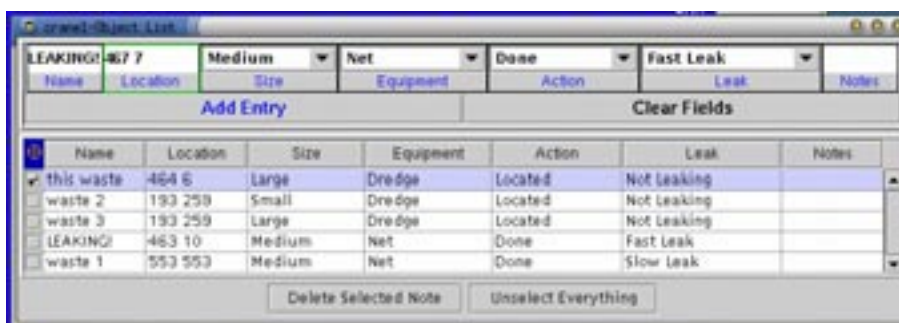 crane1-Object List
LEAKING! 467 7 Medium Net Done Fast Leak
Name Location Size Equipment Action Leak Notes
Add Entry Clear Fields
Name Location Size Equipment Action Leak Notes
this waste 464 6 Large Dredge Located Not Leaking
waste 2 193 259 Small Dredge Located Not Leaking
waste 3 193 259 Large Dredge Located Not Leaking
LEAKING! 463 10 Medium Net Done Fast Leak
waste 1 553 553 Medium Net Done Slow Leak
Delete Selected Note Unselect Everything